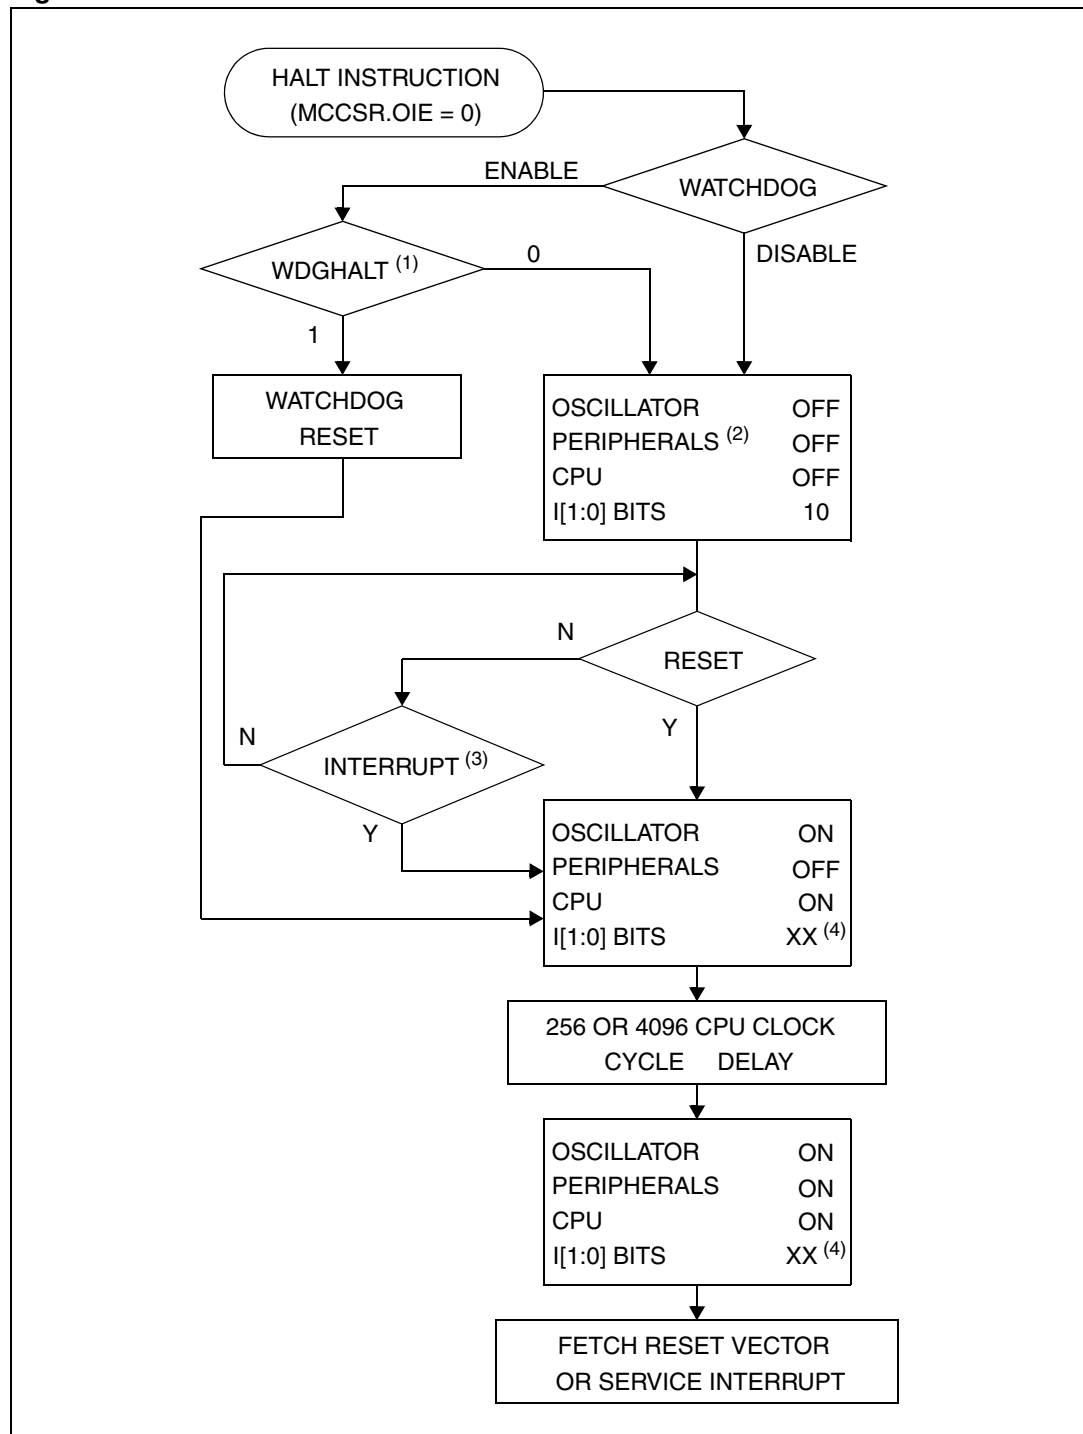 HALT INSTRUCTION
(MCCSR.OIE = 0)
ENABLE
WATCHDOG
WDGHALT (1)
0
DISABLE
1
WATCHDOG
RESET
OSCILLATOR OFF
PERIPHERALS (2) OFF
CPU OFF
I[1:0] BITS 10
N
RESET
Y
N
INTERRUPT (3)
Y
OSCILLATOR ON
PERIPHERALS OFF
CPU ON
I[1:0] BITS XX (4)
256 OR 4096 CPU CLOCK
CYCLE DELAY
OSCILLATOR ON
PERIPHERALS ON
CPU ON
I[1:0] BITS XX (4)
FETCH RESET VECTOR
OR SERVICE INTERRUPT